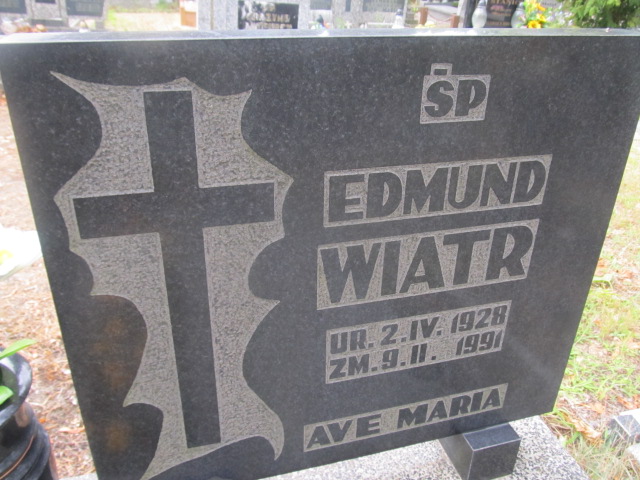 ŚP
EDMUND
WIATR
UR. 2. IV. 1928
ZM. 9. II. 1991
AVE MARIA